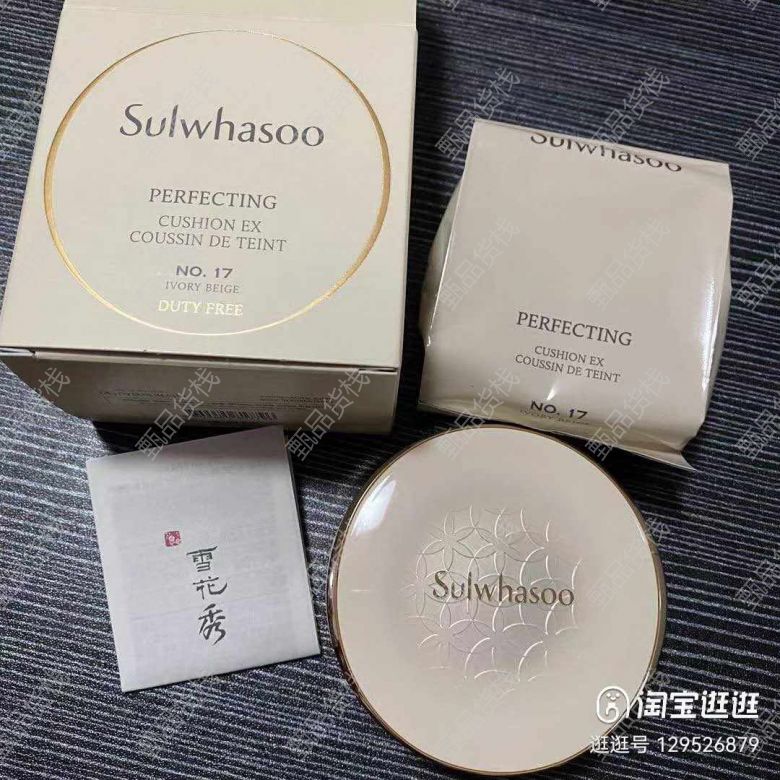 Sulwhasoo
PERFECTING
CUSHION EX
COUSSIN DE TEINT
NO. 17
IVORY BEIGE
DUTY FREE
Sulwhasoo
PERFECTING
CUSHION EX
COUSSIN DE TEINT
NO. 17
IVORY BEIGE
雪花秀
Sulwhasoo
甄品货栈
淘宝逛逛
逛逛号 129526879